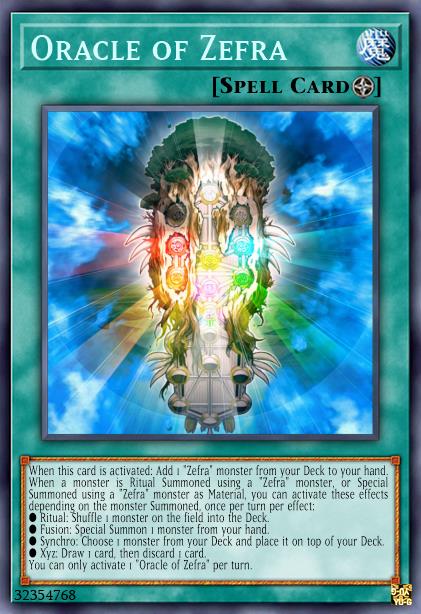 Oracle of Zefra
魔
[Spell Card]
When this card is activated: Add 1 "Zefra" monster from your Deck to your hand.
When a monster is Ritual Summoned using a "Zefra" monster, or Special
Summoned using a "Zefra" monster as Material, you can activate these effects
depending on the monster Summoned, once per turn per effect:
● Ritual: Shuffle 1 monster on the field into the Deck.
● Fusion: Special Summon 1 monster from your hand.
● Synchro: Choose 1 monster from your Deck and place it on top of your Deck.
● Xyz: Draw 1 card, then discard 1 card.
You can only activate 1 "Oracle of Zefra" per turn.
32354768